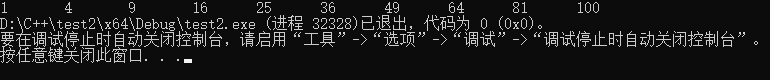 1 4 9 16 25 36 49 64 81 100
D:\C++\test2\x64\Debug\test2.exe (进程 32328)已退出，代码为 0 (0x0)。
要在调试停止时自动关闭控制台，请启用“工具”->“选项”->“调试”->“调试停止时自动关闭控制台”。
按任意键关闭此窗口. . .